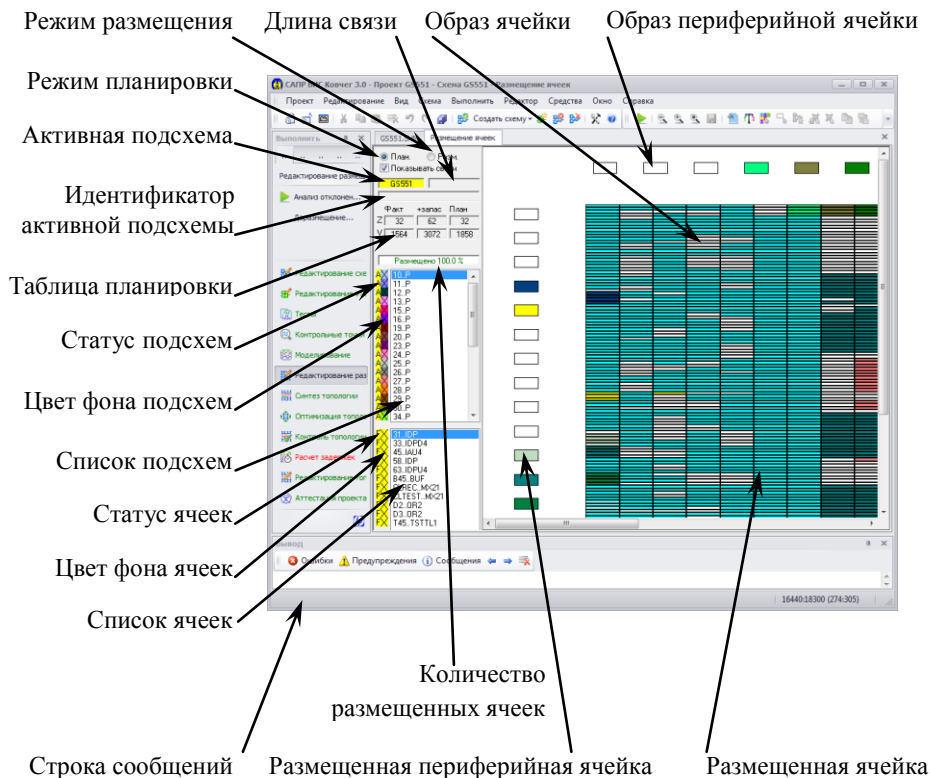 Режим размещения
Длина связи
Образ ячейки
Образ периферийной ячейки
Режим планировки
Активная подсхема
Идентификатор
активной подсхемы
Таблица планировки
Статус подсхем
Цвет фона подсхем
Список подсхем
Статус ячеек
Цвет фона ячеек
Список ячеек
Количество
размещенных ячеек
Строка сообщений
Размещенная периферийная ячейка
Размещенная ячейка
САПР БИС Ковчег 3.0 - Проект GS551 - Схема GS551 - Размещение ячеек
Проект Редактирование Вид Схема Выполнить Редактор Средства Окно Справка
Создать схему
Выполнить
Размещение ячеек
План.
Показывать связи
GS551
Анализ отклонен...
Факт +запас План
Z 32 62 32
V 1564 3072 1858
Размещено 100.0 %
10..P
11..P
12..P
13..P
15..P
16..P
19..P
20..P
23..P
24..P
25..P
26..P
27..P
28..P
29..P
30..P
34..P
Редактирование схе
Моделирование
Редактирование раз
Синтез топологии
Расчет задержек
Аттестация проекта
31..IDP
33..IDPD4
45..IAU4
58..IDP
63..IDPU4
B45..BUF
D2..OR2
D3..OR2
T45..TSTTL1
Вывод
Ошибки Предупреждения Сообщения
16440:18300 (274:305)